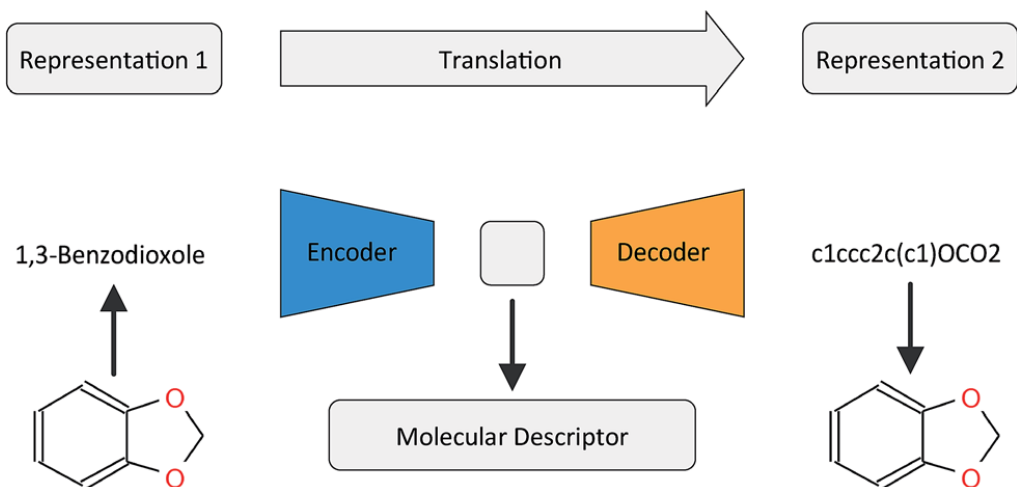 Representation 1
Translation
Representation 2
1,3-Benzodioxole
Encoder
Decoder
c1ccc2c(c1)OCO2
Molecular Descriptor
O
O
O
O